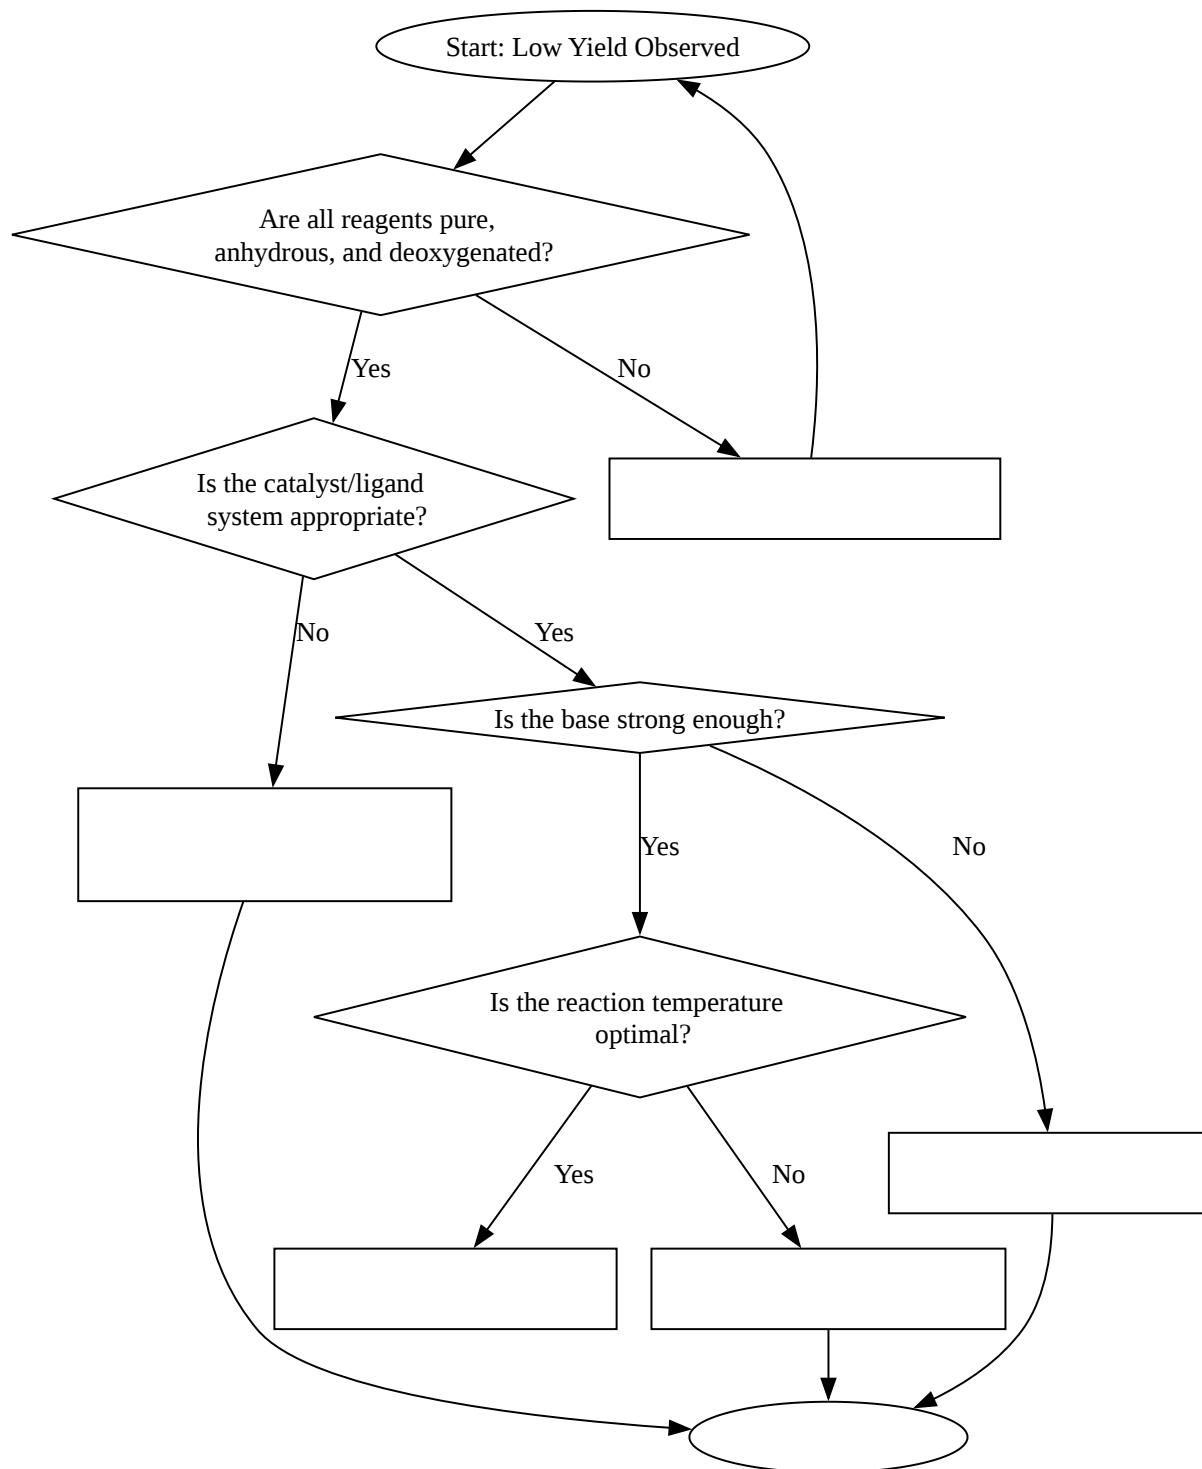 Start: Low Yield Observed
Are all reagents pure,
anhydrous, and deoxygenated?
Yes
No
Is the catalyst/ligand
system appropriate?
No
Yes
Is the base strong enough?
Yes
No
Is the reaction temperature
optimal?
Yes
No